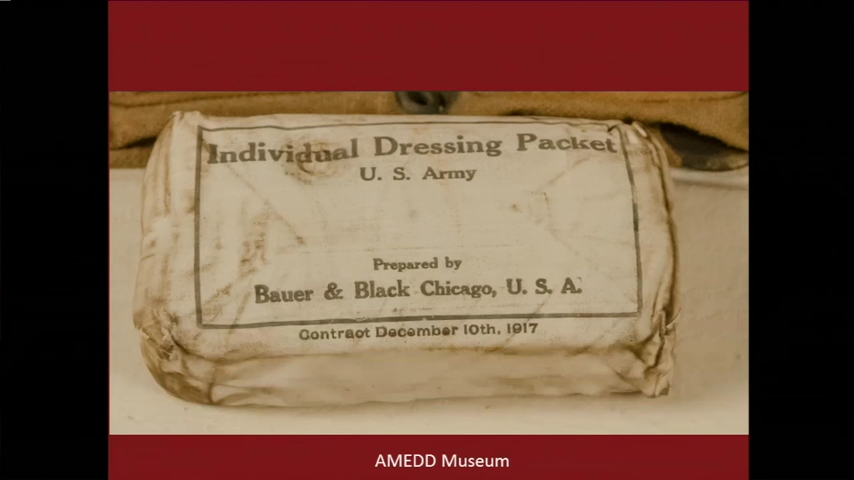 Individual Dressing Packet
U. S. Army
Prepared by
Bauer & Black Chicago, U. S. A.
Contract December 10th, 1917
AMEDD Museum